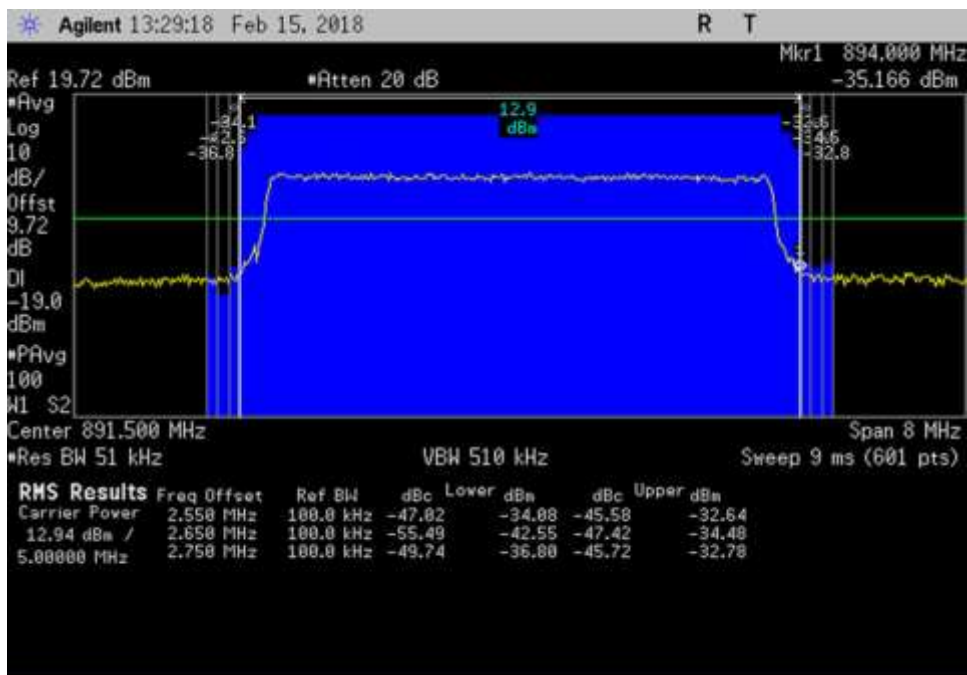 Agilent 13:29:18 Feb 15, 2018 R T
Mkr1 894.000 MHz
Ref 19.72 dBm *Atten 20 dB -35.166 dBm
*Avg
Log
10
dB/
Offst
9.72
dB
DI
-19.0
dBm
*PAvg
100
W1 S2
12.9
dBm
-34.1
-36.8
-32.8
Center 891.500 MHz Span 8 MHz
*Res BW 51 kHz VBW 510 kHz Sweep 9 ms (601 pts)
RMS Results Freq Offset Ref BW dBc Lower dBm dBc Upper dBm
Carrier Power 2.550 MHz 100.0 kHz -47.02 -34.08 -45.58 -32.64
12.94 dBm / 2.650 MHz 100.0 kHz -55.49 -42.55 -47.42 -34.48
5.00000 MHz 2.750 MHz 100.0 kHz -49.74 -36.80 -45.72 -32.78